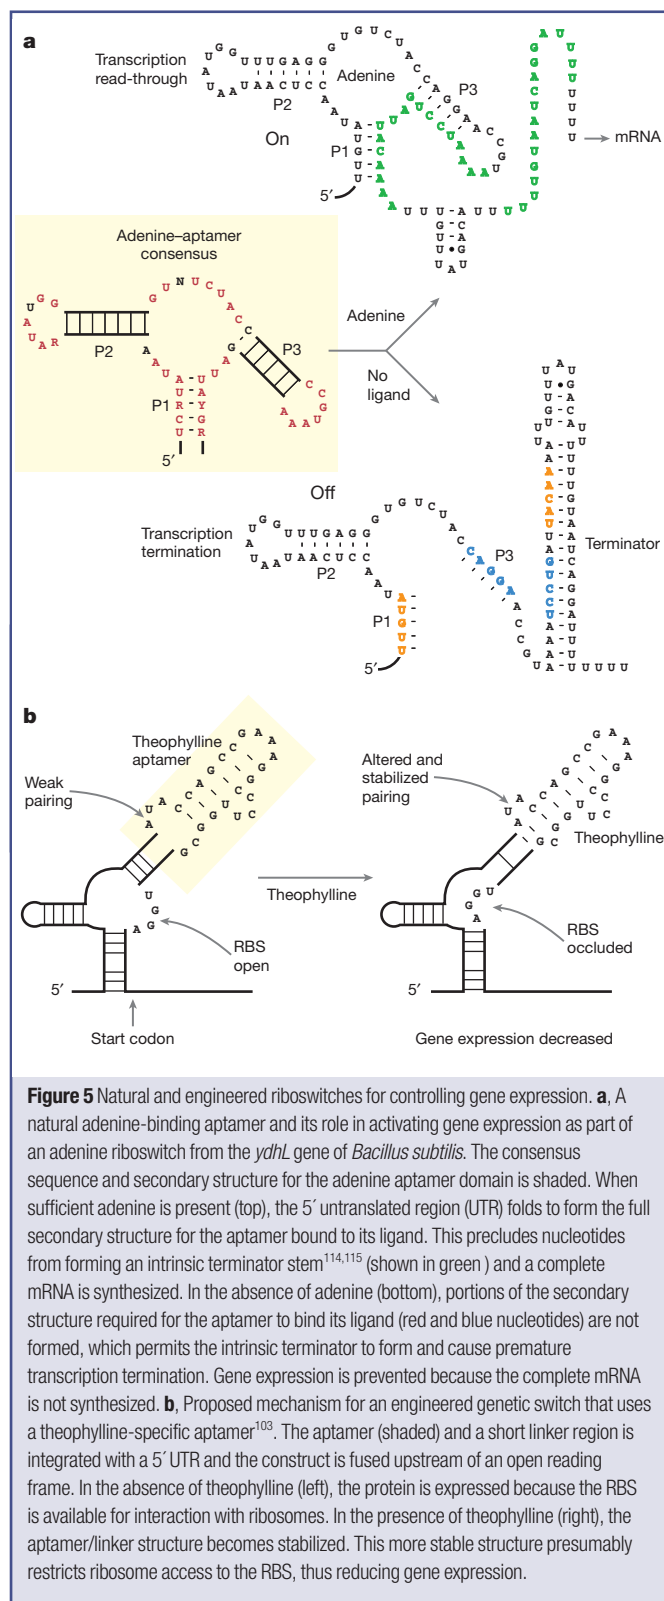 a
Transcription
read-through
Adenine
P2
P3
On
P1
mRNA
5′
Adenine–aptamer
consensus
Adenine
P2
P3
No
ligand
P1
5′
Off
Transcription
termination
P3
Terminator
P2
P1
5′
b
Theophylline
aptamer
Weak
pairing
Altered and
stabilized
pairing
Theophylline
Theophylline
RBS
open
RBS
occluded
5′
5′
Start codon
Gene expression decreased
Figure 5 Natural and engineered riboswitches for controlling gene expression. a, A
natural adenine-binding aptamer and its role in activating gene expression as part of
an adenine riboswitch from the ydhL gene of Bacillus subtilis. The consensus
sequence and secondary structure for the adenine aptamer domain is shaded. When
sufficient adenine is present (top), the 5′ untranslated region (UTR) folds to form the full
secondary structure for the aptamer bound to its ligand. This precludes nucleotides
from forming an intrinsic terminator stem114,115 (shown in green ) and a complete
mRNA is synthesized. In the absence of adenine (bottom), portions of the secondary
structure required for the aptamer to bind its ligand (red and blue nucleotides) are not
formed, which permits the intrinsic terminator to form and cause premature
transcription termination. Gene expression is prevented because the complete mRNA
is not synthesized. b, Proposed mechanism for an engineered genetic switch that uses
a theophylline-specific aptamer103. The aptamer (shaded) and a short linker region is
integrated with a 5′ UTR and the construct is fused upstream of an open reading
frame. In the absence of theophylline (left), the protein is expressed because the RBS
is available for interaction with ribosomes. In the presence of theophylline (right), the
aptamer/linker structure becomes stabilized. This more stable structure presumably
restricts ribosome access to the RBS, thus reducing gene expression.